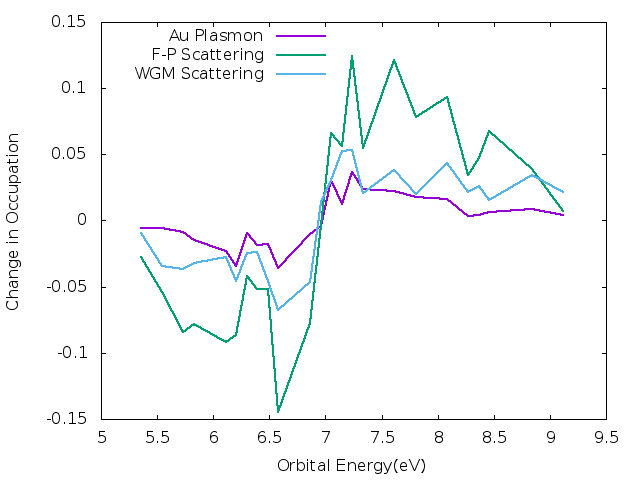 0.15
0.1
0.05
0
-0.05
-0.1
-0.15
Change in Occupation
Au Plasmon
F-P Scattering
WGM Scattering
5 5.5 6 6.5 7 7.5 8 8.5 9 9.5
Orbital Energy(eV)